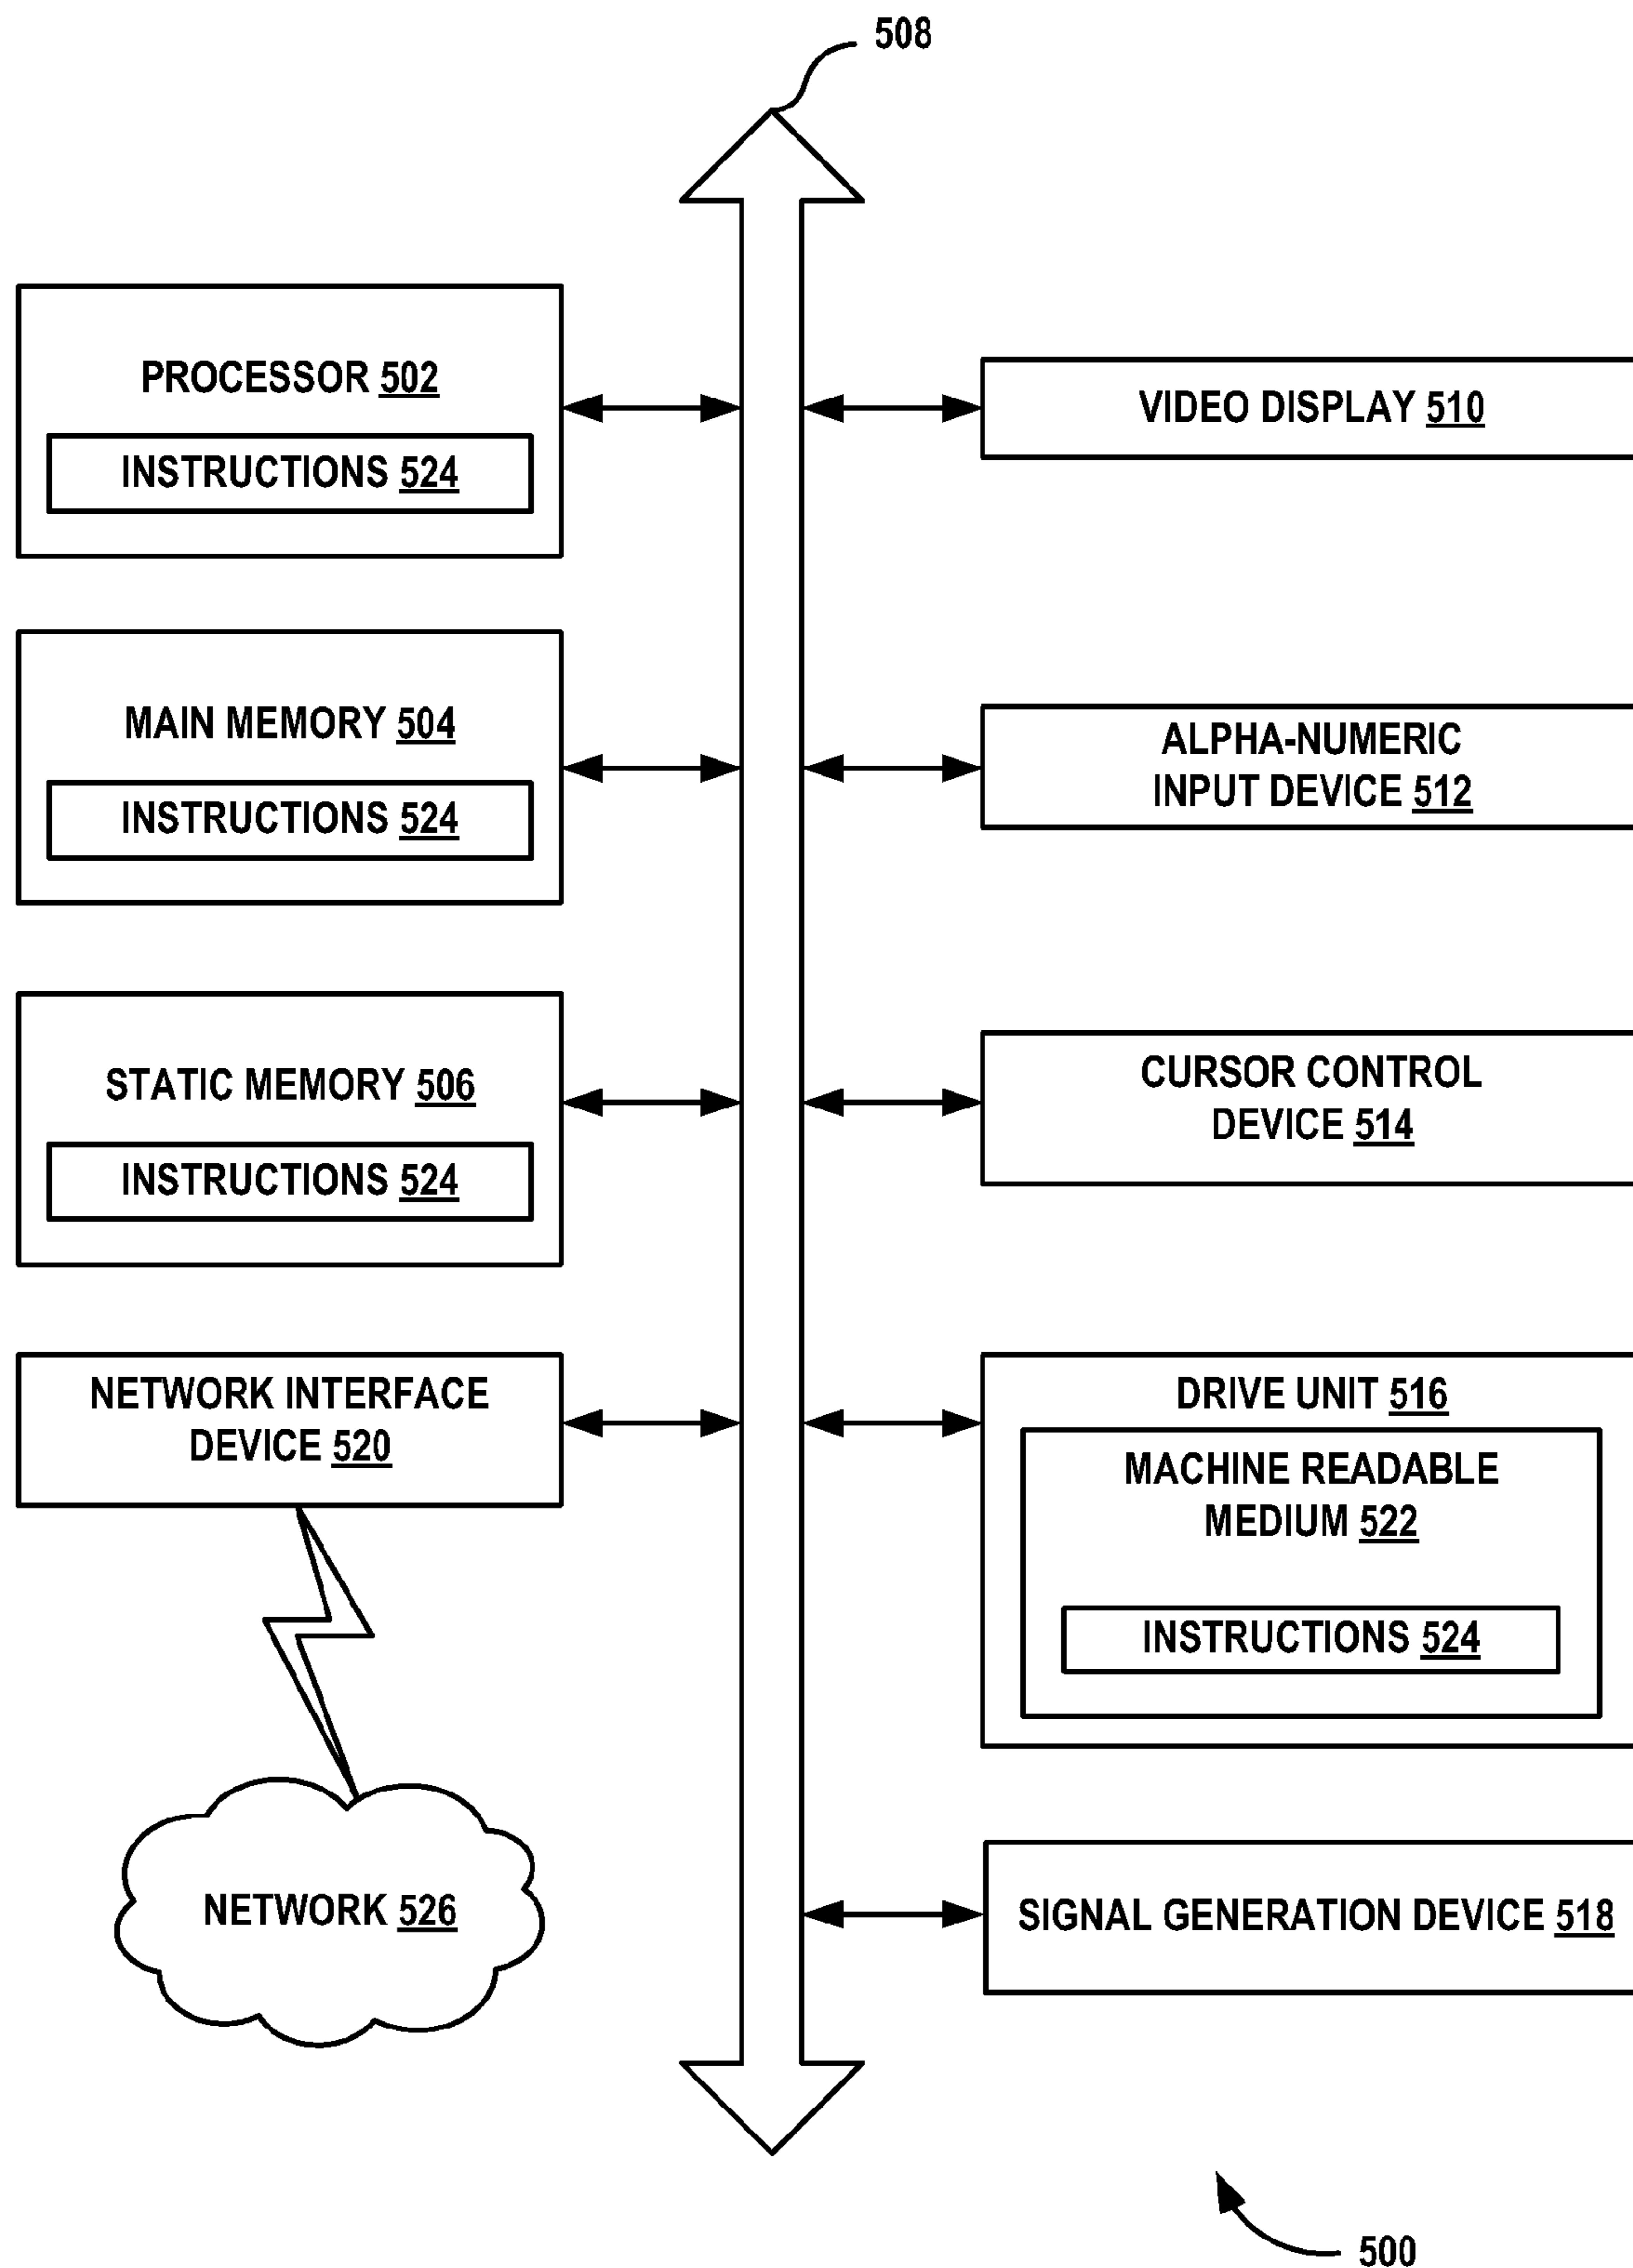 508
PROCESSOR 502
INSTRUCTIONS 524
MAIN MEMORY 504
INSTRUCTIONS 524
STATIC MEMORY 506
INSTRUCTIONS 524
NETWORK INTERFACE
DEVICE 520
NETWORK 526
VIDEO DISPLAY 510
ALPHA-NUMERIC
INPUT DEVICE 512
CURSOR CONTROL
DEVICE 514
DRIVE UNIT 516
MACHINE READABLE
MEDIUM 522
INSTRUCTIONS 524
SIGNAL GENERATION DEVICE 518
500